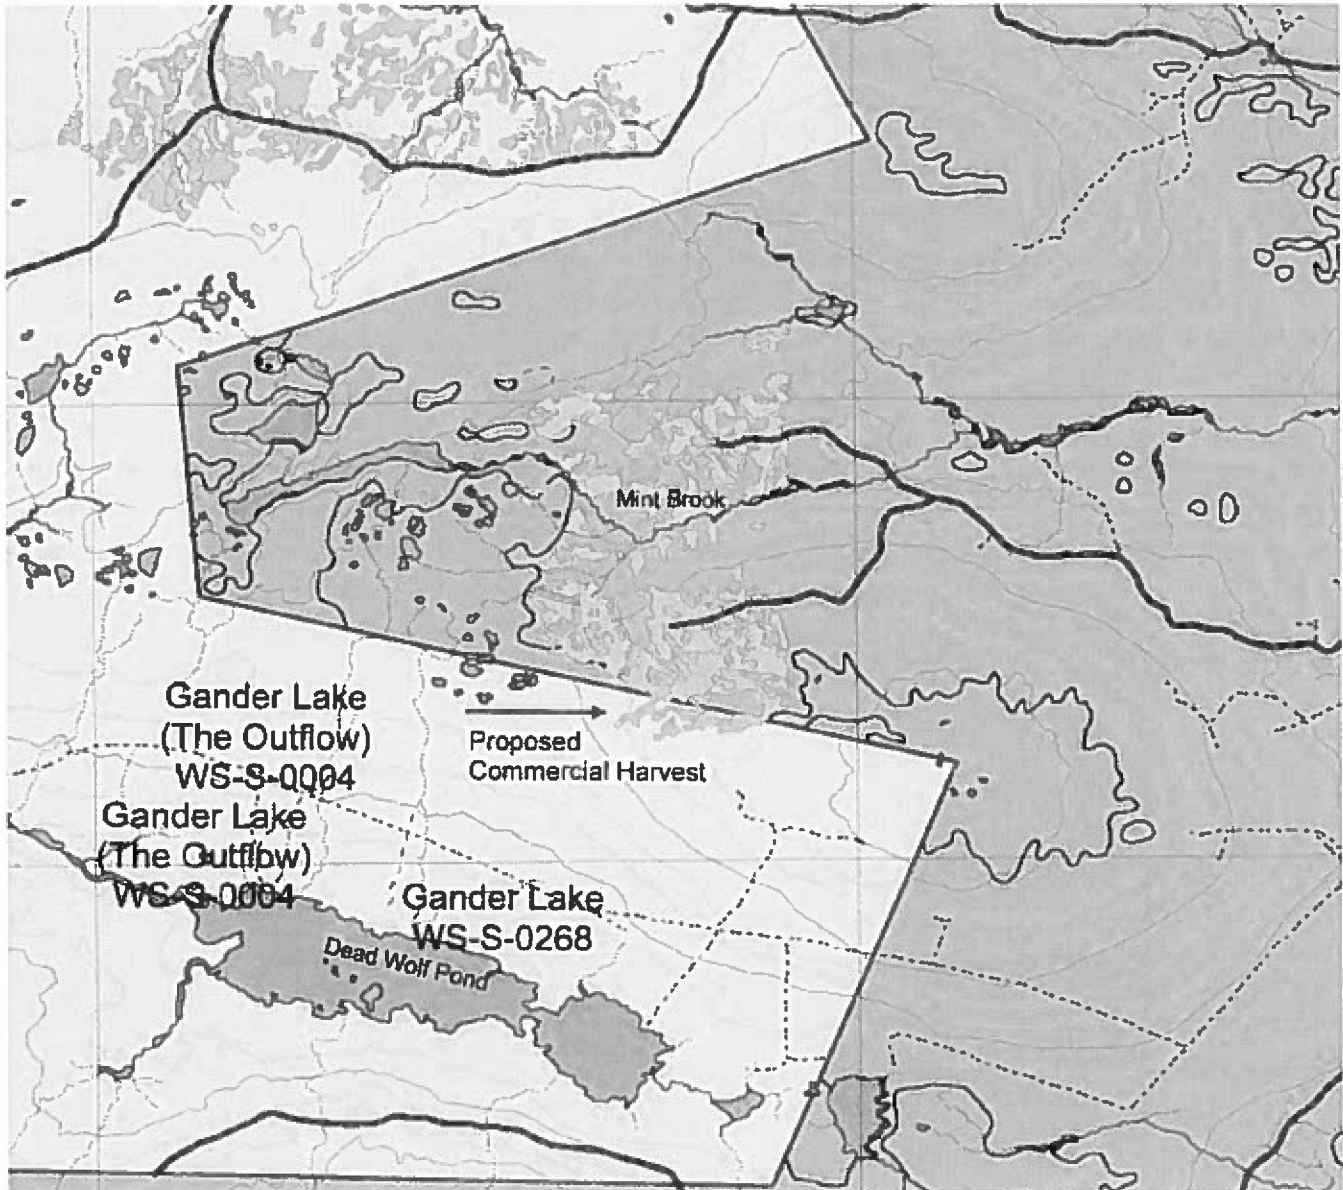 Mint Brook
Gander Lake
(The Outflow)
WS-S-0004
Proposed
Commercial Harvest
Gander Lake
(The Outflow)
WS-S-0004
Gander Lake
WS-S-0268
Dead Wolf Pond